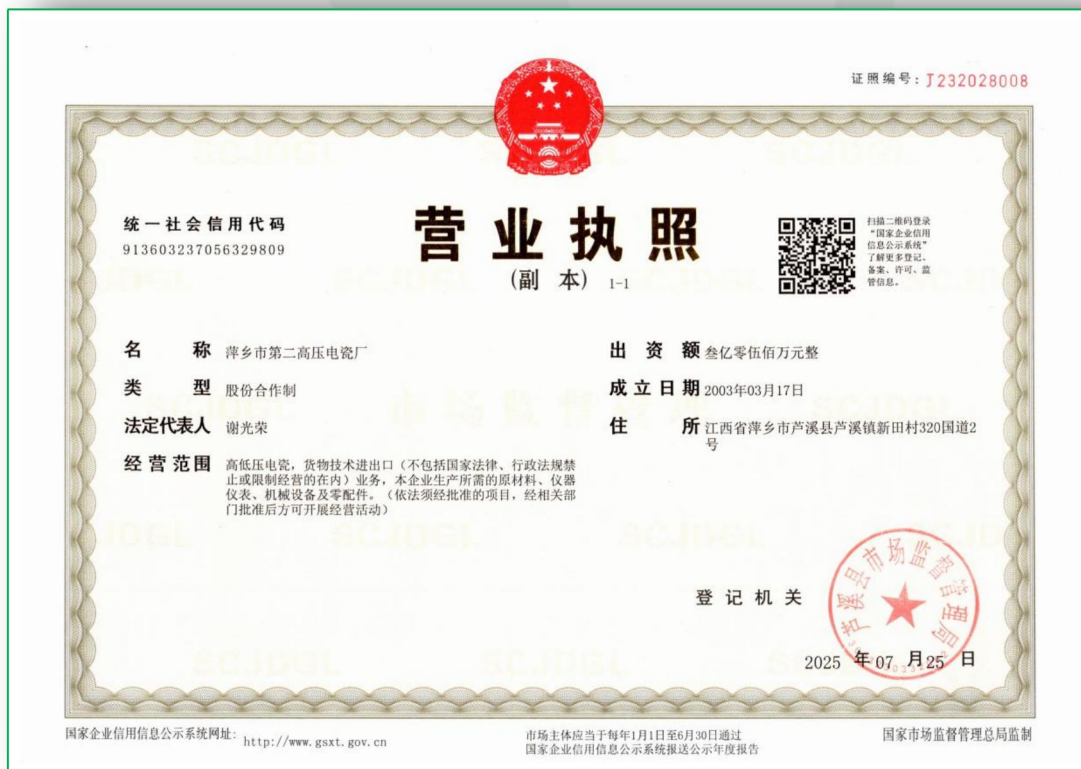 证照编号：J232028008
统一社会信用代码
913603237056329809
营业执照
(副 本) 1-1
扫描二维码登录
“国家企业信用
信息公示系统”
了解更多登记、
备案、许可、监
管信息。
名称 萍乡市第二高压电瓷厂
类型 股份合作制
法定代表人 谢光荣
经营范围 高低压电瓷，货物技术进出口（不包括国家法律、行政法规禁
止或限制经营的在内）业务，本企业生产所需的原材料、仪器
仪表、机械设备及零配件。（依法须经批准的项目，经相关部
门批准后方可开展经营活动）
出资额 叁亿零伍佰万元整
成立日期 2003年03月17日
住所 江西省萍乡市芦溪县芦溪镇新田村320国道2
号
登记机关
芦溪县市场监督管理局
2025 年 07 月 25 日
国家企业信用信息公示系统网址：http://www.gsxt.gov.cn
市场主体应当于每年1月1日至6月30日通过
国家企业信用信息公示系统报送公示年度报告
国家市场监督管理总局监制
SCJDGL
市场监督管理